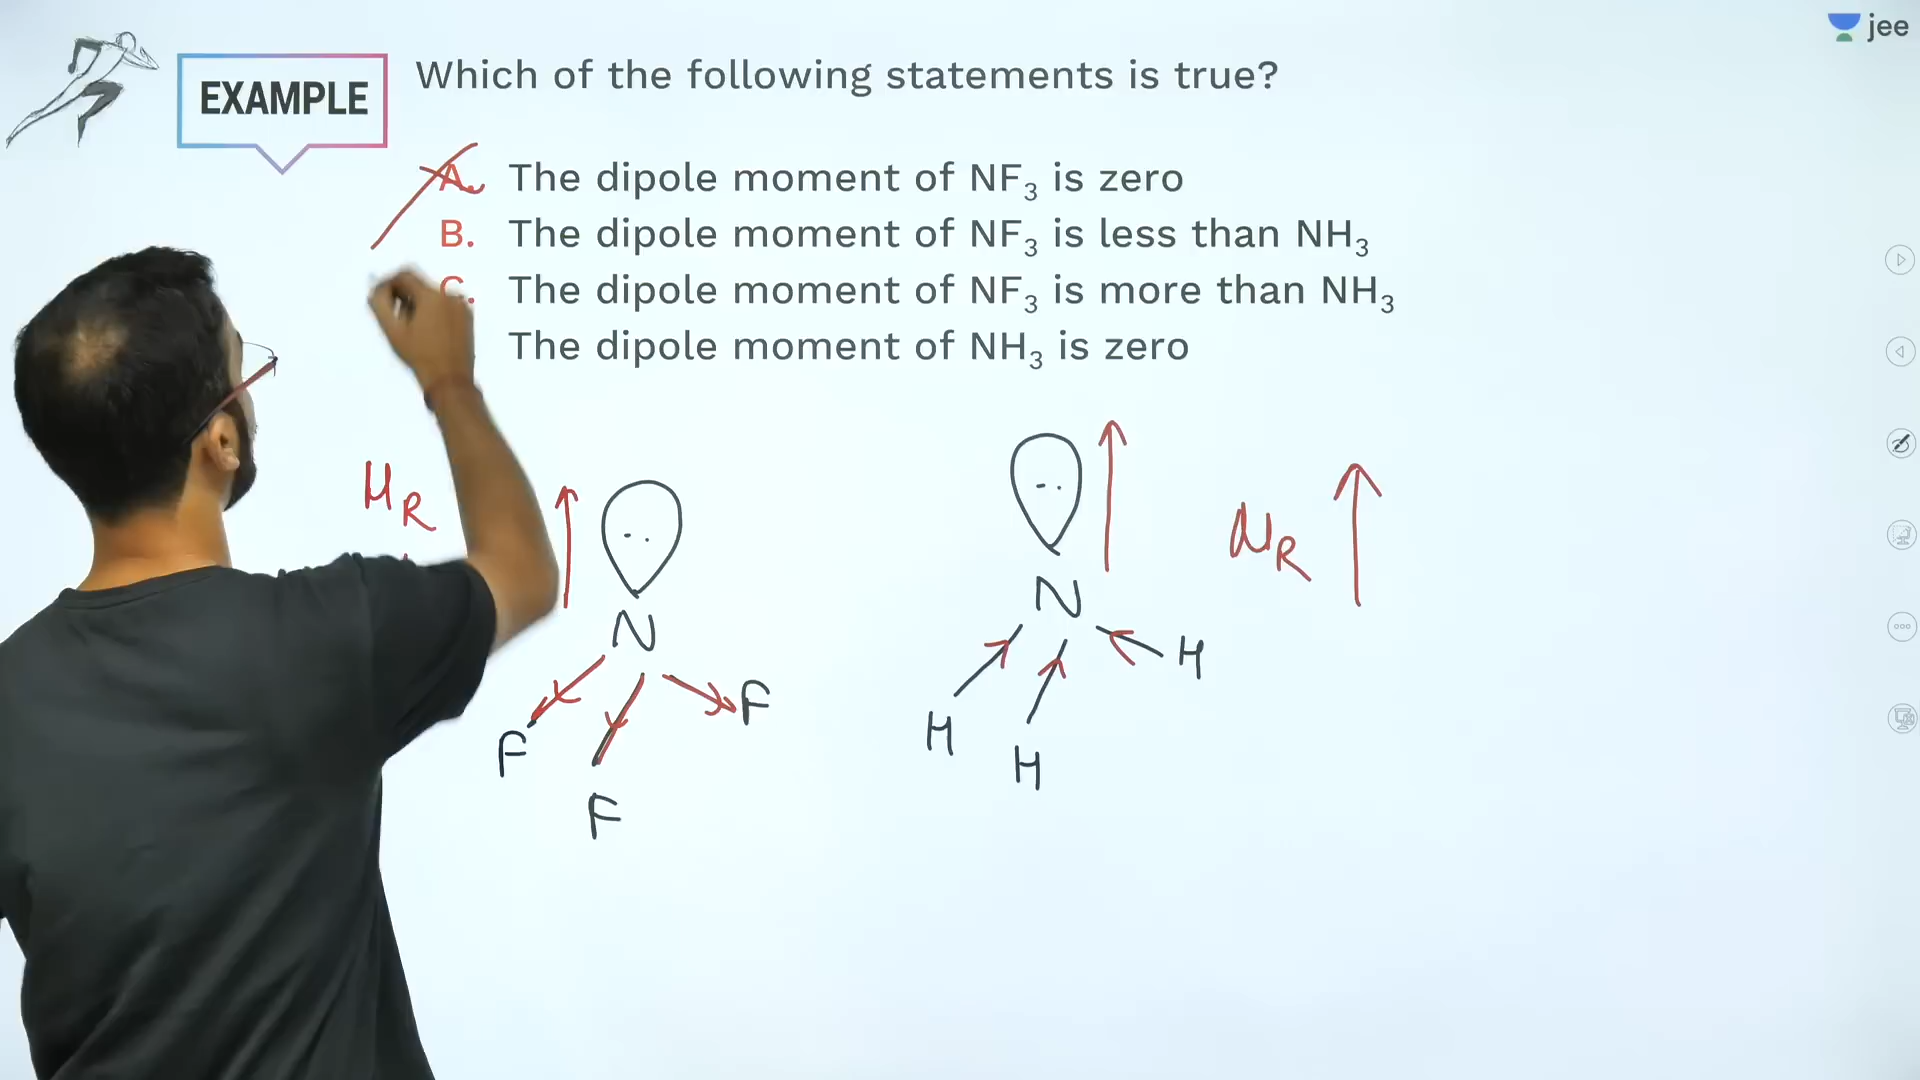 jee
EXAMPLE
Which of the following statements is true?
A. The dipole moment of NF₃ is zero
B. The dipole moment of NF₃ is less than NH₃
C. The dipole moment of NF₃ is more than NH₃
The dipole moment of NH₃ is zero
μR
N
F
F
F
N
H
H
H
μR